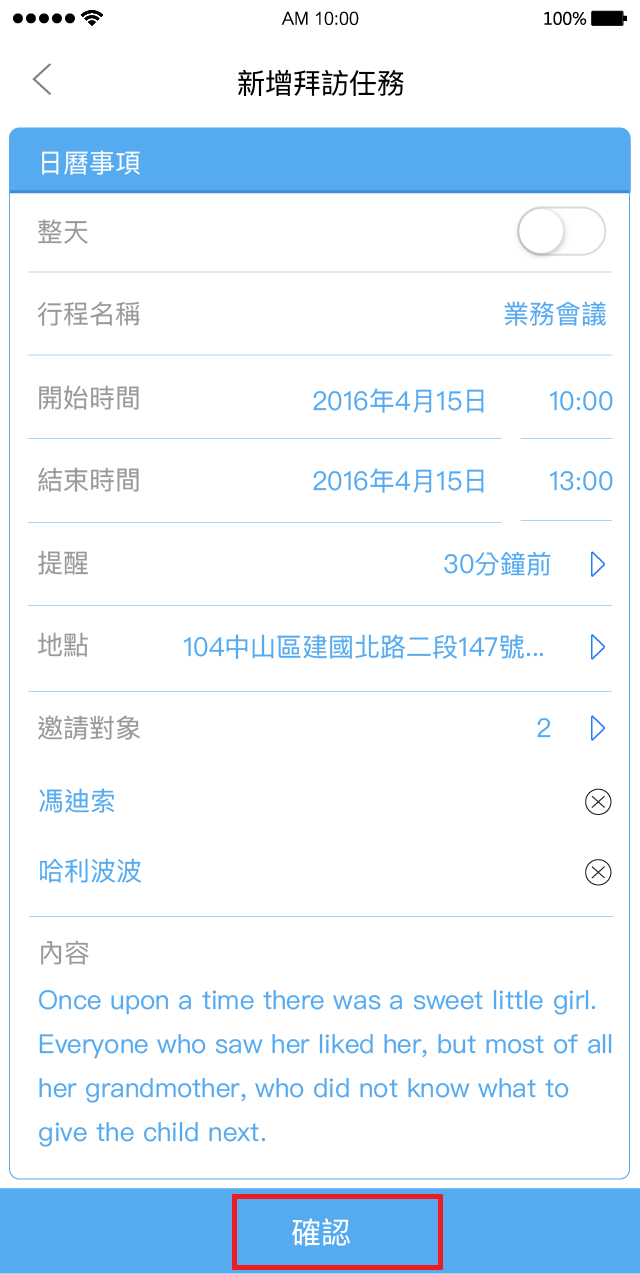 AM 10:00 100%
新增拜訪任務
日曆事項
整天
行程名稱 業務會議
開始時間 2016年4月15日 10:00
結束時間 2016年4月15日 13:00
提醒 30分鐘前
地點 104中山區建國北路二段147號...
邀請對象 2
馮迪索
哈利波波
內容
Once upon a time there was a sweet little girl.
Everyone who saw her liked her, but most of all
her grandmother, who did not know what to
give the child next.
確認